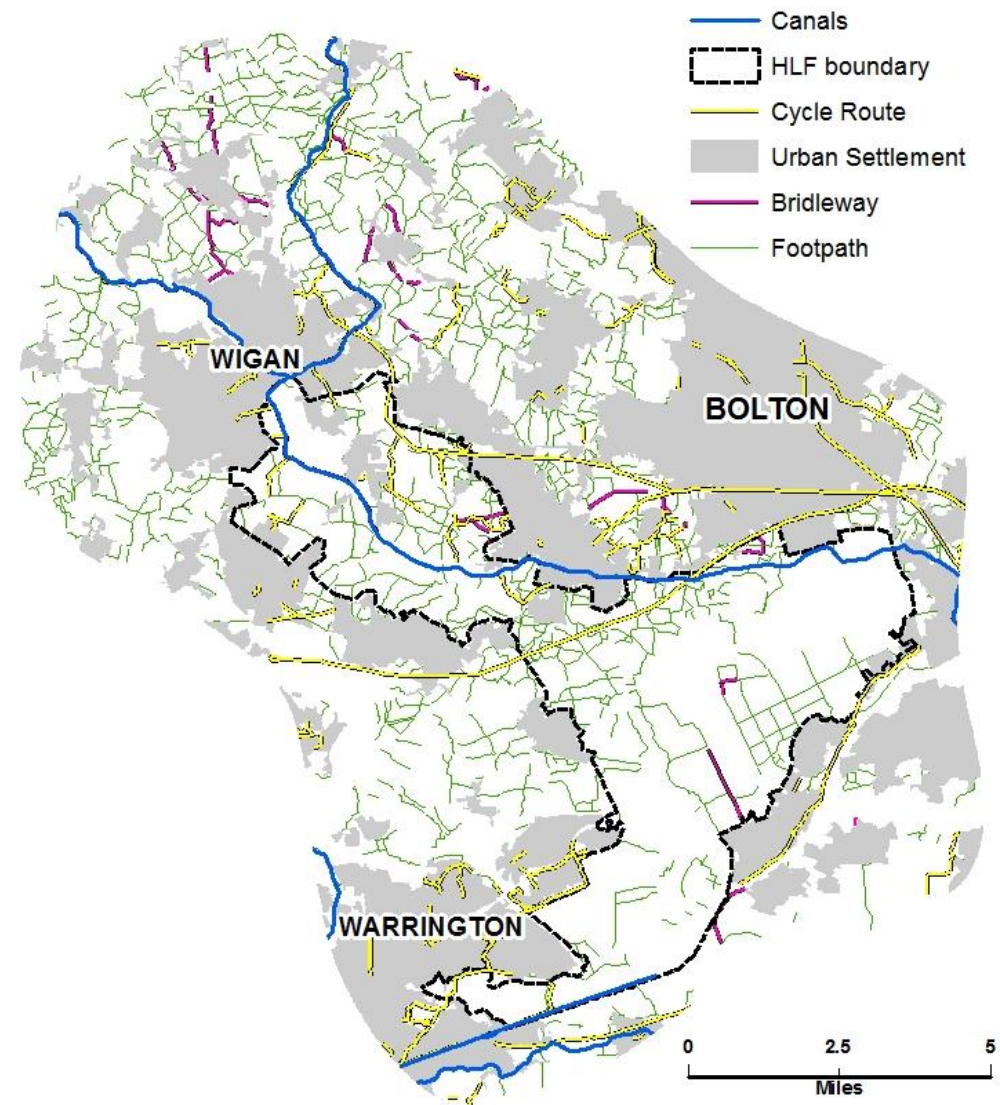 Canals
HLF boundary
Cycle Route
Urban Settlement
Bridleway
Footpath
WIGAN
BOLTON
WARRINGTON
0 2.5 5
Miles